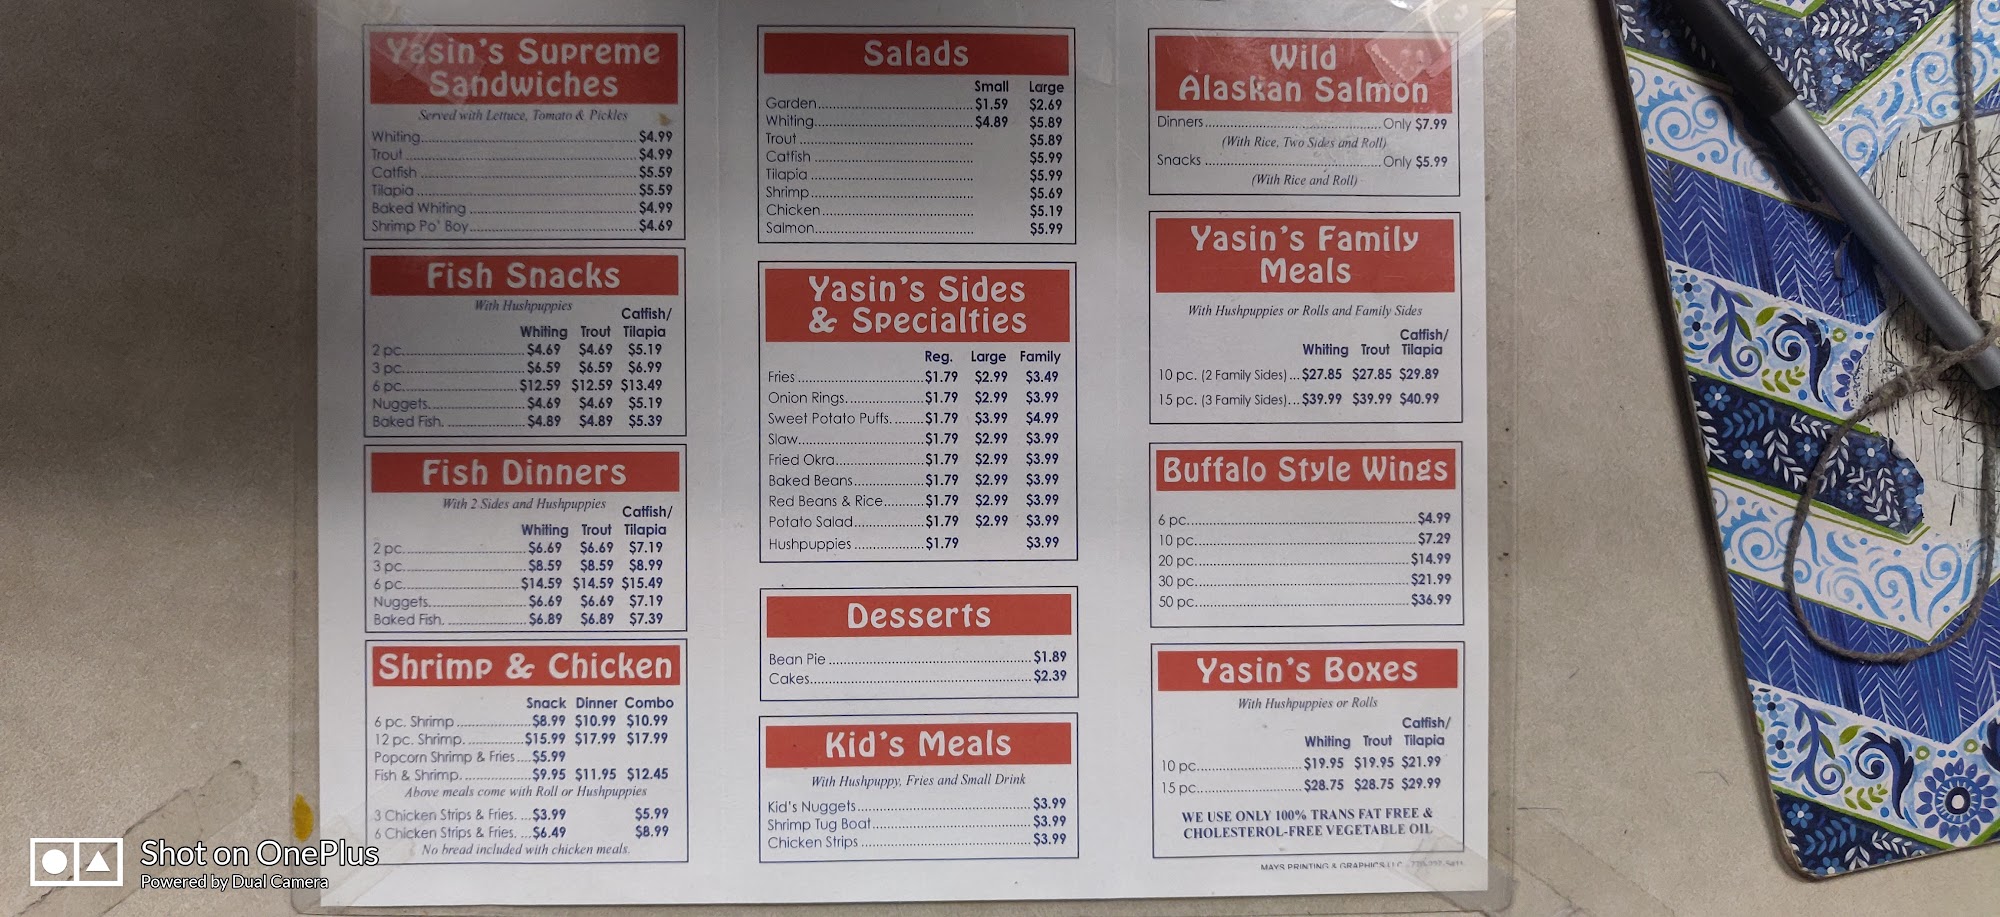 Yasin's Supreme
Sandwiches
Served with Lettuce, Tomato & Pickles
Whiting $4.99
Trout $4.99
Catfish $5.59
Tilapia $5.59
Baked Whiting $4.99
Shrimp Po' Boy $4.69
Fish Snacks
With Hushpuppies
Catfish/
Whiting Trout Tilapia
2 pc. $4.69 $4.69 $5.19
3 pc. $6.59 $6.59 $6.99
6 pc. $12.59 $12.59 $13.49
Nuggets $4.69 $4.69 $5.19
Baked Fish. $4.89 $4.89 $5.39
Fish Dinners
With 2 Sides and Hushpuppies
Catfish/
Whiting Trout Tilapia
2 pc. $6.69 $6.69 $7.19
3 pc. $8.59 $8.59 $8.99
6 pc. $14.59 $14.59 $15.49
Nuggets $6.69 $6.69 $7.19
Baked Fish. $6.89 $6.89 $7.39
Shrimp & Chicken
Snack Dinner Combo
6 pc. Shrimp $8.99 $10.99 $10.99
12 pc. Shrimp. $15.99 $17.99 $17.99
Popcorn Shrimp & Fries $5.99
Fish & Shrimp. $9.95 $11.95 $12.45
Above meals come with Roll or Hushpuppies
3 Chicken Strips & Fries. $3.99 $5.99
6 Chicken Strips & Fries. $6.49 $8.99
No bread included with chicken meals.
Salads
Small Large
Garden $1.59 $2.69
Whiting $4.89 $5.89
Trout $5.89
Catfish $5.99
Tilapia $5.99
Shrimp $5.69
Chicken $5.19
Salmon $5.99
Yasin's Sides
& Specialties
Reg. Large Family
Fries $1.79 $2.99 $3.49
Onion Rings $1.79 $2.99 $3.99
Sweet Potato Puffs. $1.79 $3.99 $4.99
Slaw $1.79 $2.99 $3.99
Fried Okra $1.79 $2.99 $3.99
Baked Beans $1.79 $2.99 $3.99
Red Beans & Rice $1.79 $2.99 $3.99
Potato Salad $1.79 $2.99 $3.99
Hushpuppies $1.79 $3.99
Desserts
Bean Pie $1.89
Cakes $2.39
Kid's Meals
With Hushpuppy, Fries and Small Drink
Kid's Nuggets $3.99
Shrimp Tug Boat $3.99
Chicken Strips $3.99
Wild
Alaskan Salmon
Dinners Only $7.99
(With Rice, Two Sides and Roll)
Snacks Only $5.99
(With Rice and Roll)
Yasin's Family
Meals
With Hushpuppies or Rolls and Family Sides
Catfish/
Whiting Trout Tilapia
10 pc. (2 Family Sides) $27.85 $27.85 $29.89
15 pc. (3 Family Sides) $39.99 $39.99 $40.99
Buffalo Style Wings
6 pc. $4.99
10 pc. $7.29
20 pc. $14.99
30 pc. $21.99
50 pc. $36.99
Yasin's Boxes
With Hushpuppies or Rolls
Catfish/
Whiting Trout Tilapia
10 pc. $19.95 $19.95 $21.99
15 pc. $28.75 $28.75 $29.99
WE USE ONLY 100% TRANS FAT FREE &
CHOLESTEROL-FREE VEGETABLE OIL
MAYS PRINTING & GRAPHICS LLC
Shot on OnePlus
Powered by Dual Camera